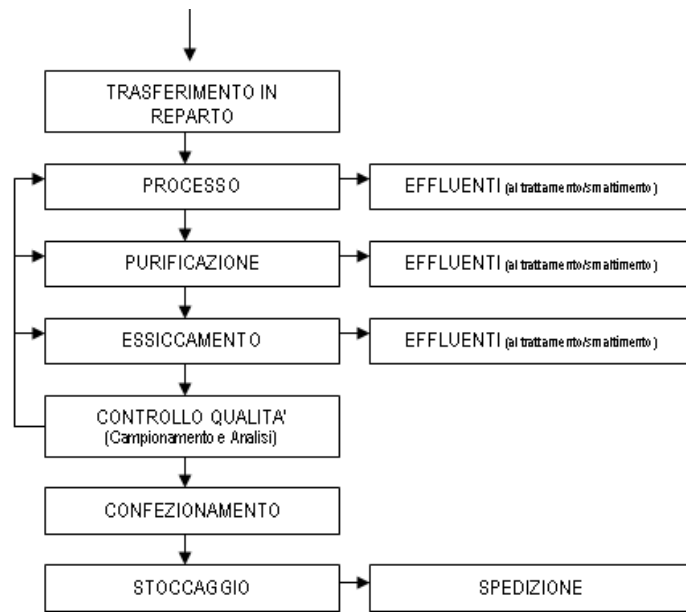 TRASFERIMENTO IN
REPARTO
PROCESSO
EFFLUENTI (al trattamento/smaltimento)
PURIFICAZIONE
EFFLUENTI (al trattamento/smaltimento)
ESSICCAMENTO
EFFLUENTI (al trattamento/smaltimento)
CONTROLLO QUALITA'
(Campionamento e Analisi)
CONFEZIONAMENTO
STOCCAGGIO
SPEDIZIONE